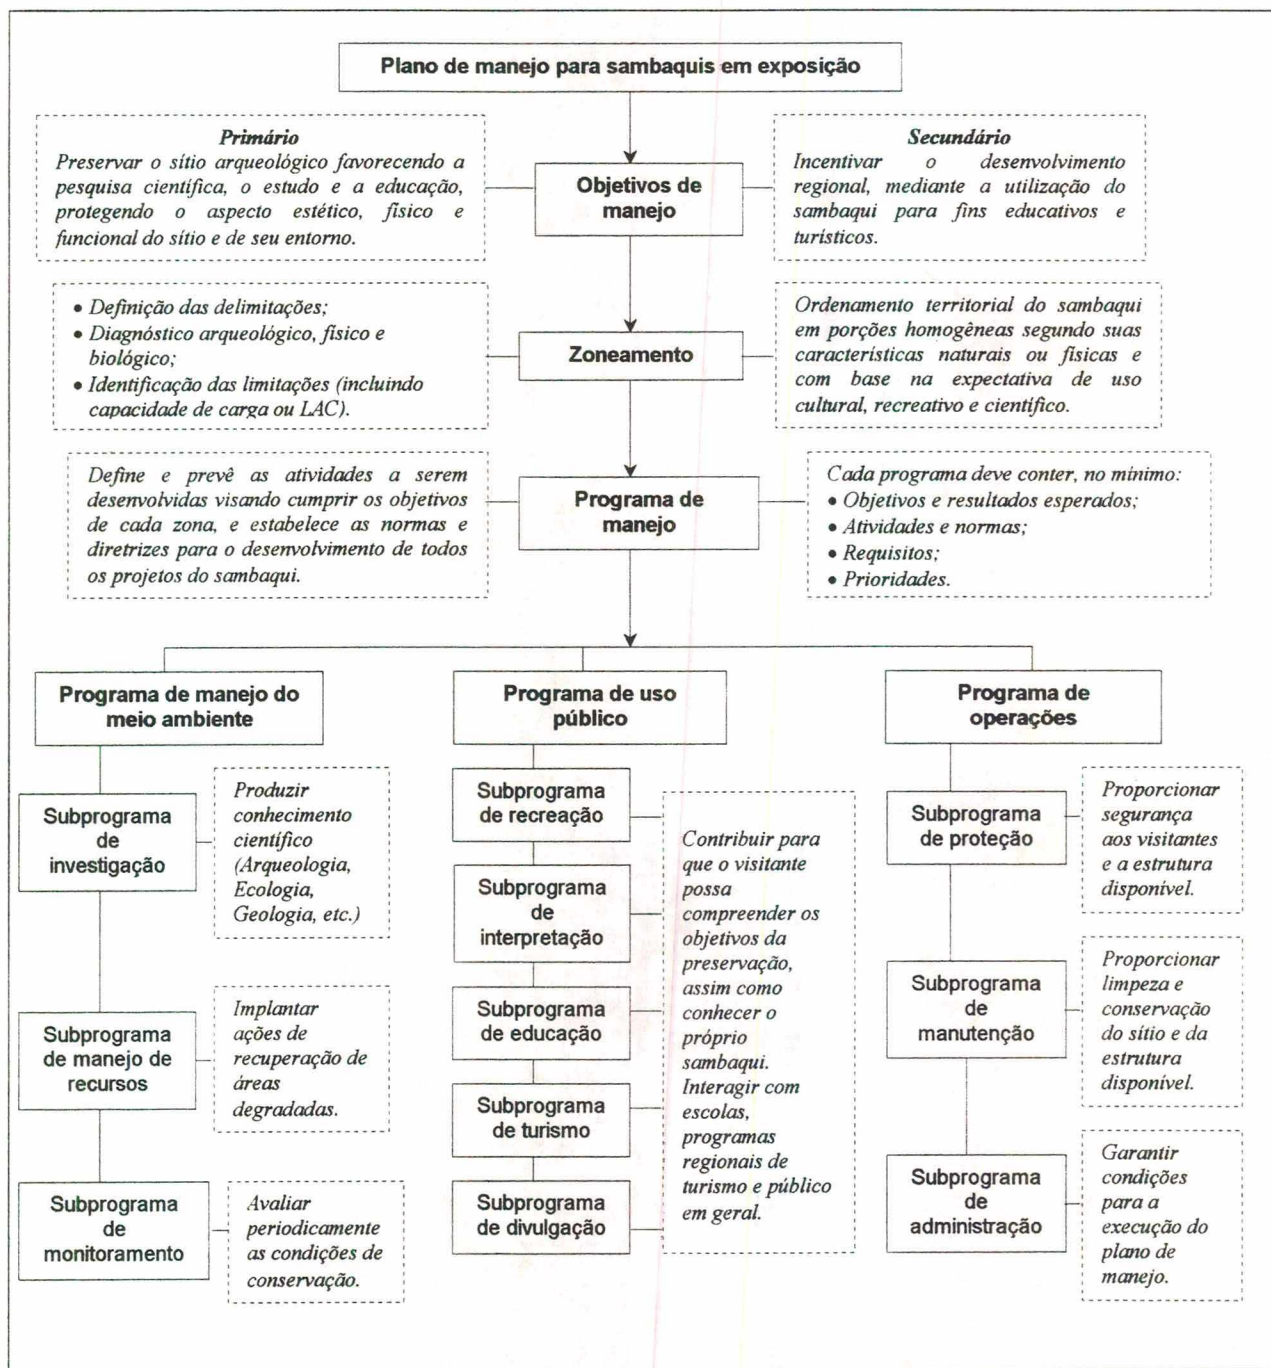 Plano de manejo para sambaquis em exposição
Primário
Preservar o sítio arqueológico favorecendo a
pesquisa científica, o estudo e a educação,
protegendo o aspecto estético, físico e
funcional do sítio e de seu entorno.
Objetivos de
manejo
Secundário
Incentivar o desenvolvimento
regional, mediante a utilização do
sambaqui para fins educativos e
turísticos.
• Definição das delimitações;
• Diagnóstico arqueológico, físico e
biológico;
• Identificação das limitações (incluindo
capacidade de carga ou LAC).
Zoneamento
Ordenamento territorial do sambaqui
em porções homogêneas segundo suas
características naturais ou físicas e
com base na expectativa de uso
cultural, recreativo e científico.
Define e prevê as atividades a serem
desenvolvidas visando cumprir os objetivos
de cada zona, e estabelece as normas e
diretrizes para o desenvolvimento de todos
os projetos do sambaqui.
Programa de
manejo
Cada programa deve conter, no mínimo:
• Objetivos e resultados esperados;
• Atividades e normas;
• Requisitos;
• Prioridades.
Programa de manejo do
meio ambiente
Subprograma
de
investigação
Produzir
conhecimento
científico
(Arqueologia,
Ecologia,
Geologia, etc.)
Subprograma
de manejo de
recursos
Implantar
ações de
recuperação de
áreas
degradadas.
Subprograma
de
monitoramento
Avaliar
periodicamente
as condições de
conservação.
Programa de uso
público
Subprograma
de recreação
Subprograma
de
interpretação
Subprograma
de educação
Subprograma
de turismo
Subprograma
de divulgação
Contribuir para
que o visitante
possa
compreender os
objetivos da
preservação,
assim como
conhecer o
próprio
sambaqui.
Interagir com
escolas,
programas
regionais de
turismo e público
em geral.
Programa de
operações
Subprograma
de proteção
Proporcionar
segurança
aos visitantes
e a estrutura
disponível.
Subprograma
de
manutenção
Proporcionar
limpeza e
conservação
do sítio e da
estrutura
disponível.
Subprograma
de
administração
Garantir
condições
para a
execução do
plano de
manejo.